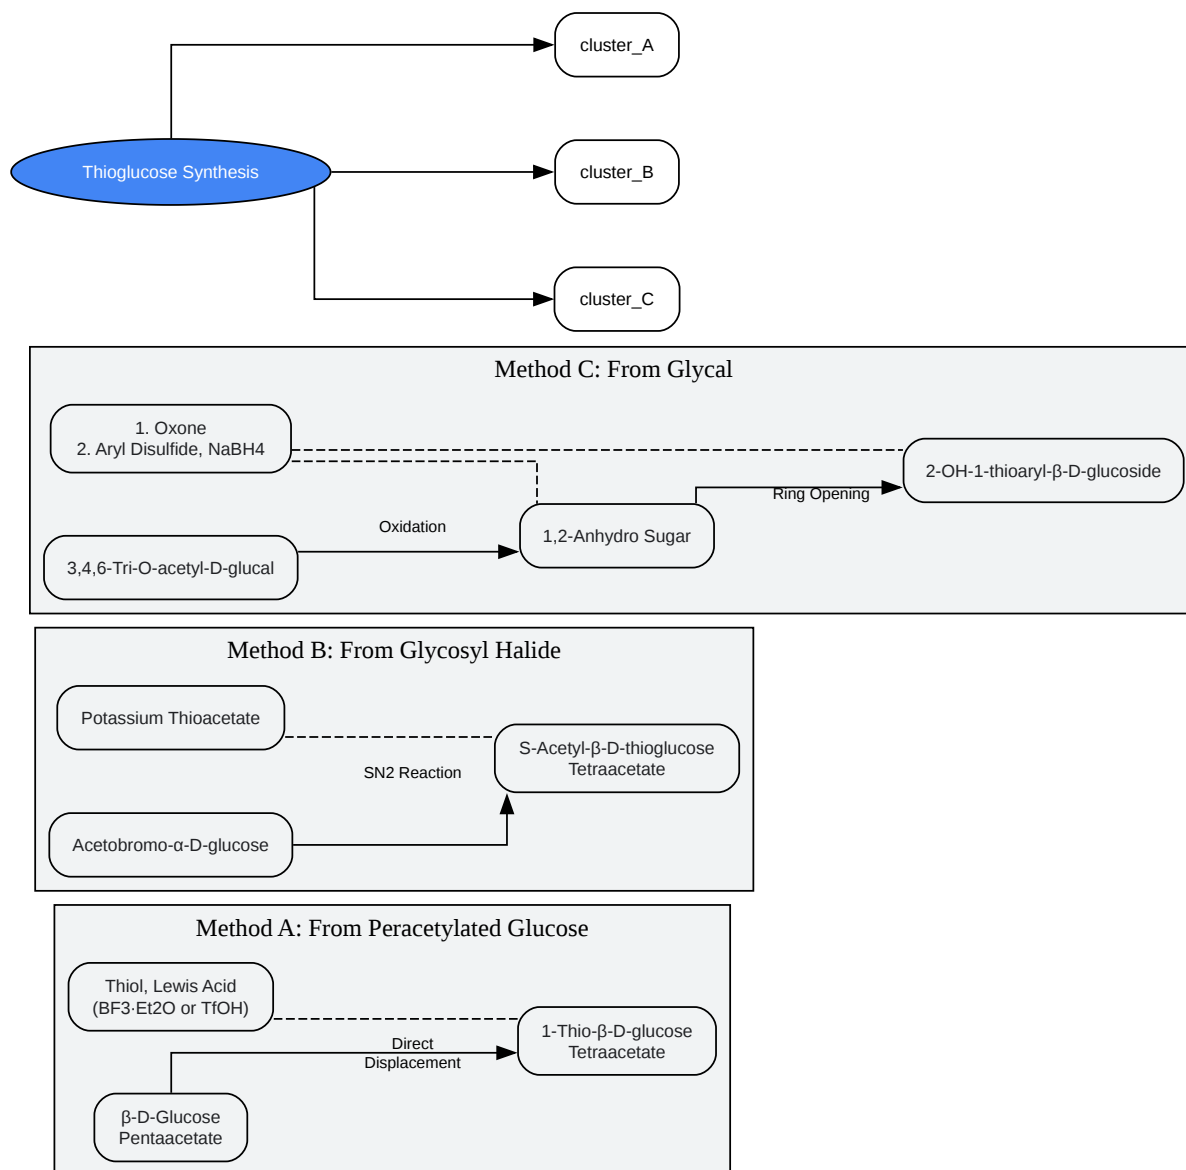 cluster_A
Thioglucose Synthesis
cluster_B
cluster_C
Method C: From Glycal
1. Oxone
2. Aryl Disulfide, NaBH4
2-OH-1-thioaryl-β-D-glucoside
Ring Opening
Oxidation
1,2-Anhydro Sugar
3,4,6-Tri-O-acetyl-D-glucal
Method B: From Glycosyl Halide
Potassium Thioacetate
S-Acetyl-β-D-thioglucose
Tetraacetate
SN2 Reaction
Acetobromo-α-D-glucose
Method A: From Peracetylated Glucose
Thiol, Lewis Acid
(BF3·Et2O or TfOH)
1-Thio-β-D-glucose
Tetraacetate
Direct
Displacement
β-D-Glucose
Pentaacetate